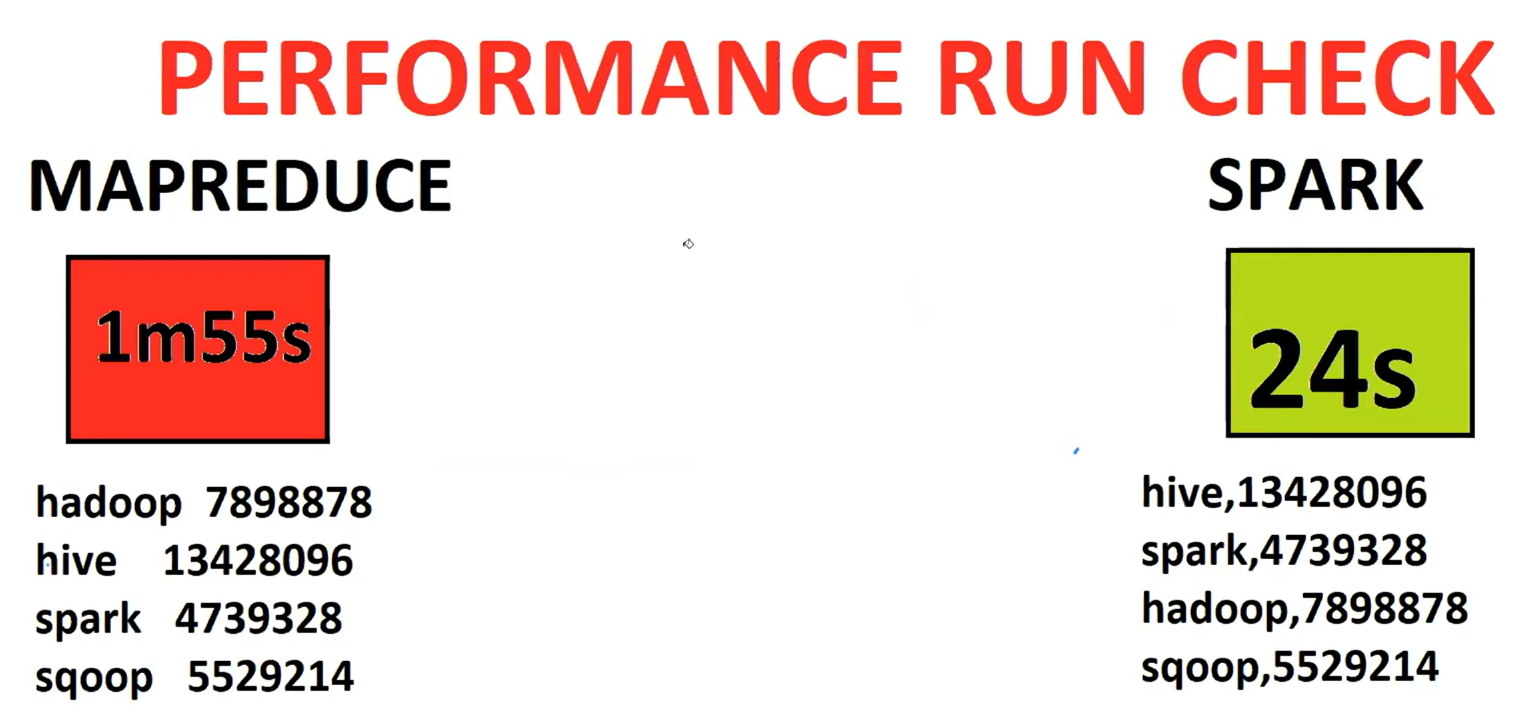 PERFORMANCE RUN CHECK
MAPREDUCE
1m55s
hadoop 7898878
hive 13428096
spark 4739328
sqoop 5529214
SPARK
24s
hive,13428096
spark,4739328
hadoop,7898878
sqoop,5529214